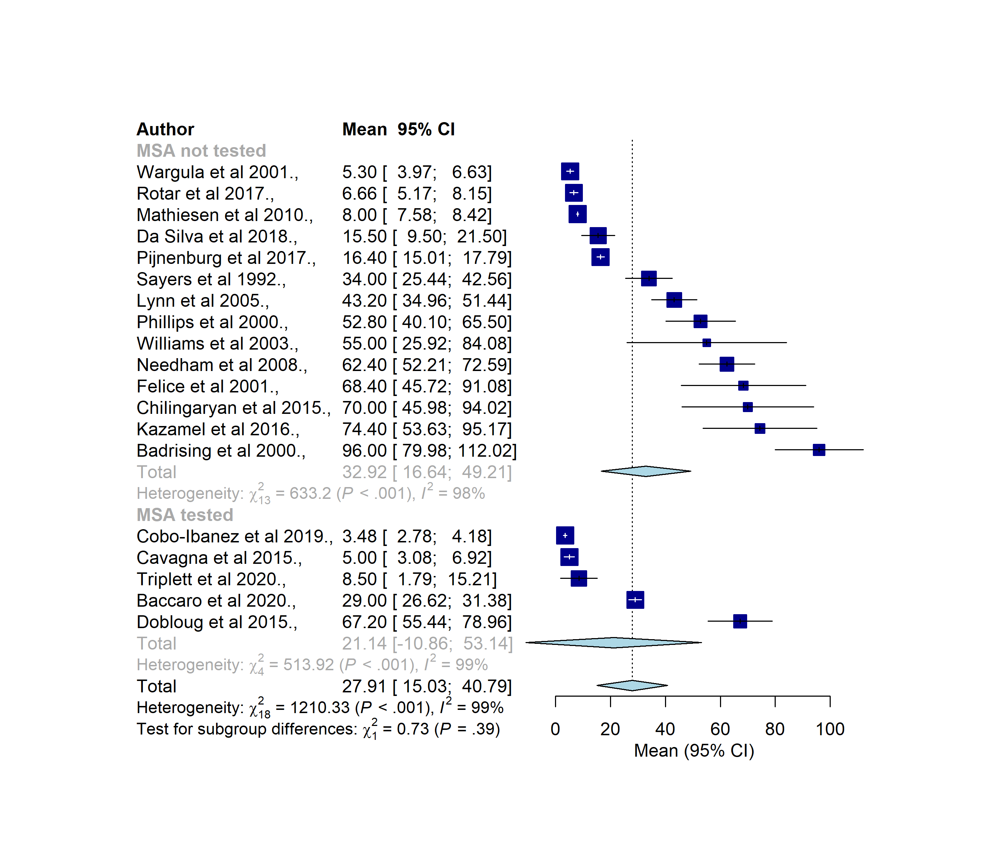 Author Mean 95% CI
MSA not tested
Wargula et al 2001., 5.30 [ 3.97; 6.63]
Rotar et al 2017., 6.66 [ 5.17; 8.15]
Mathiesen et al 2010., 8.00 [ 7.58; 8.42]
Da Silva et al 2018., 15.50 [ 9.50; 21.50]
Pijnenburg et al 2017., 16.40 [ 15.01; 17.79]
Sayers et al 1992., 34.00 [ 25.44; 42.56]
Lynn et al 2005., 43.20 [ 34.96; 51.44]
Phillips et al 2000., 52.80 [ 40.10; 65.50]
Williams et al 2003., 55.00 [ 25.92; 84.08]
Needham et al 2008., 62.40 [ 52.21; 72.59]
Felice et al 2001., 68.40 [ 45.72; 91.08]
Chilingaryan et al 2015., 70.00 [ 45.98; 94.02]
Kazamel et al 2016., 74.40 [ 53.63; 95.17]
Badrising et al 2000., 96.00 [ 79.98; 112.02]
Total 32.92 [ 16.64; 49.21]
Heterogeneity: χ²₁₃ = 633.2 (P < .001), I² = 98%
MSA tested
Cobo-Ibanez et al 2019., 3.48 [ 2.78; 4.18]
Cavagna et al 2015., 5.00 [ 3.08; 6.92]
Triplett et al 2020., 8.50 [ 1.79; 15.21]
Baccaro et al 2020., 29.00 [ 26.62; 31.38]
Dobloug et al 2015., 67.20 [ 55.44; 78.96]
Total 21.14 [-10.86; 53.14]
Heterogeneity: χ²₄ = 513.92 (P < .001), I² = 99%
Total 27.91 [ 15.03; 40.79]
Heterogeneity: χ²₁₈ = 1210.33 (P < .001), I² = 99%
Test for subgroup differences: χ²₁ = 0.73 (P = .39)
0 20 40 60 80 100
Mean (95% CI)